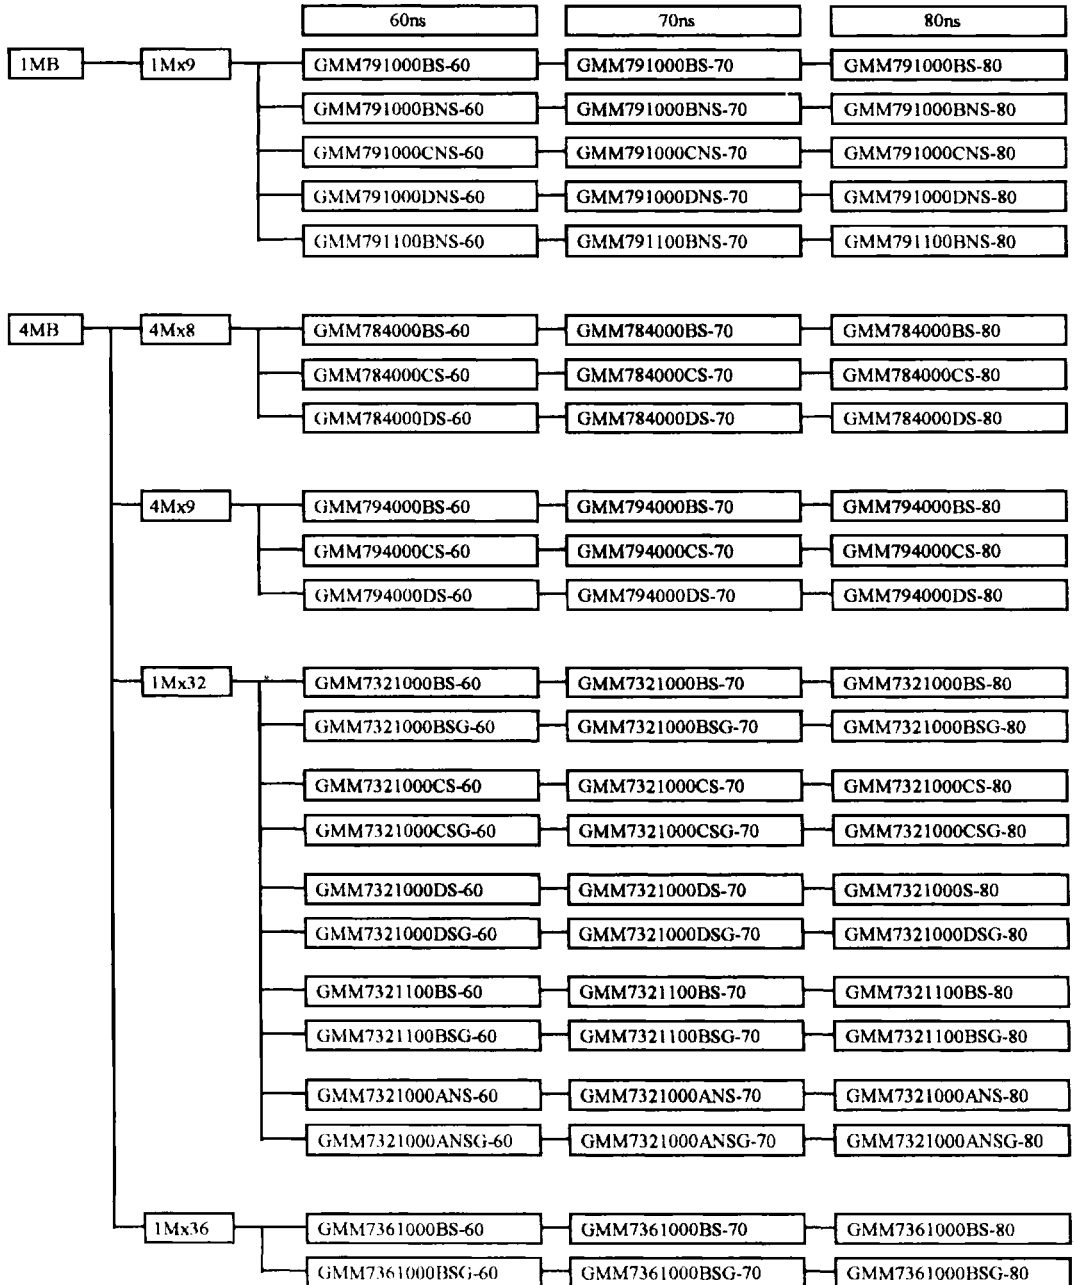 60ns 70ns 80ns
1MB 1Mx9 GMM791000BS-60 GMM791000BS-70 GMM791000BS-80
GMM791000BNS-60 GMM791000BNS-70 GMM791000BNS-80
GMM791000CNS-60 GMM791000CNS-70 GMM791000CNS-80
GMM791000DNS-60 GMM791000DNS-70 GMM791000DNS-80
GMM791100BNS-60 GMM791100BNS-70 GMM791100BNS-80
4MB 4Mx8 GMM784000BS-60 GMM784000BS-70 GMM784000BS-80
GMM784000CS-60 GMM784000CS-70 GMM784000CS-80
GMM784000DS-60 GMM784000DS-70 GMM784000DS-80
4Mx9 GMM794000BS-60 GMM794000BS-70 GMM794000BS-80
GMM794000CS-60 GMM794000CS-70 GMM794000CS-80
GMM794000DS-60 GMM794000DS-70 GMM794000DS-80
1Mx32 GMM7321000BS-60 GMM7321000BS-70 GMM7321000BS-80
GMM7321000BSG-60 GMM7321000BSG-70 GMM7321000BSG-80
GMM7321000CS-60 GMM7321000CS-70 GMM7321000CS-80
GMM7321000CSG-60 GMM7321000CSG-70 GMM7321000CSG-80
GMM7321000DS-60 GMM7321000DS-70 GMM7321000S-80
GMM7321000DSG-60 GMM7321000DSG-70 GMM7321000DSG-80
GMM7321100BS-60 GMM7321100BS-70 GMM7321100BS-80
GMM7321100BSG-60 GMM7321100BSG-70 GMM7321100BSG-80
GMM7321000ANS-60 GMM7321000ANS-70 GMM7321000ANS-80
GMM7321000ANSG-60 GMM7321000ANSG-70 GMM7321000ANSG-80
1Mx36 GMM7361000BS-60 GMM7361000BS-70 GMM7361000BS-80
GMM7361000BSG-60 GMM7361000BSG-70 GMM7361000BSG-80